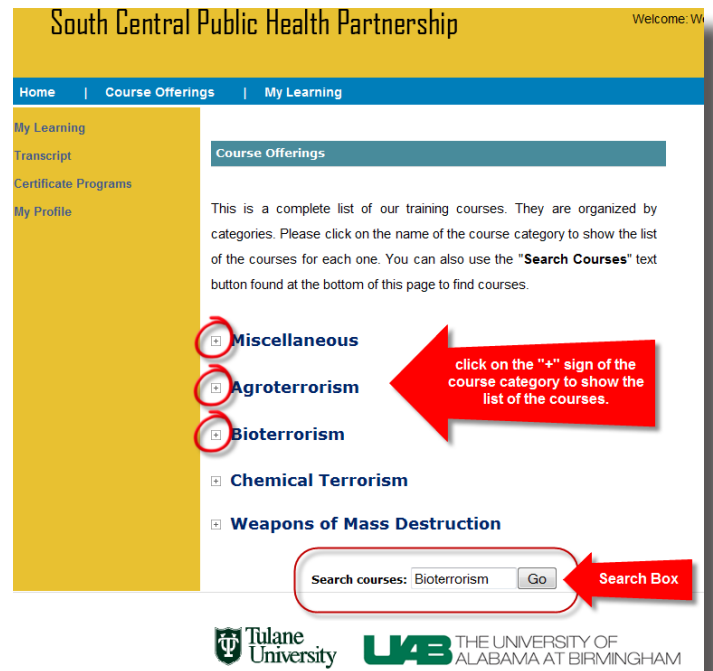 South Central Public Health Partnership
Welcome: W
Home | Course Offerings | My Learning
My Learning
Transcript
Certificate Programs
My Profile
Course Offerings
This is a complete list of our training courses. They are organized by
categories. Please click on the name of the course category to show the list
of the courses for each one. You can also use the "Search Courses" text
button found at the bottom of this page to find courses.
Miscellaneous
Agroterrorism
Bioterrorism
Chemical Terrorism
Weapons of Mass Destruction
click on the "+" sign of the
course category to show the
list of the courses.
Search courses: Bioterrorism Go
Search Box
Tulane
University
UAB
THE UNIVERSITY OF
ALABAMA AT BIRMINGHAM